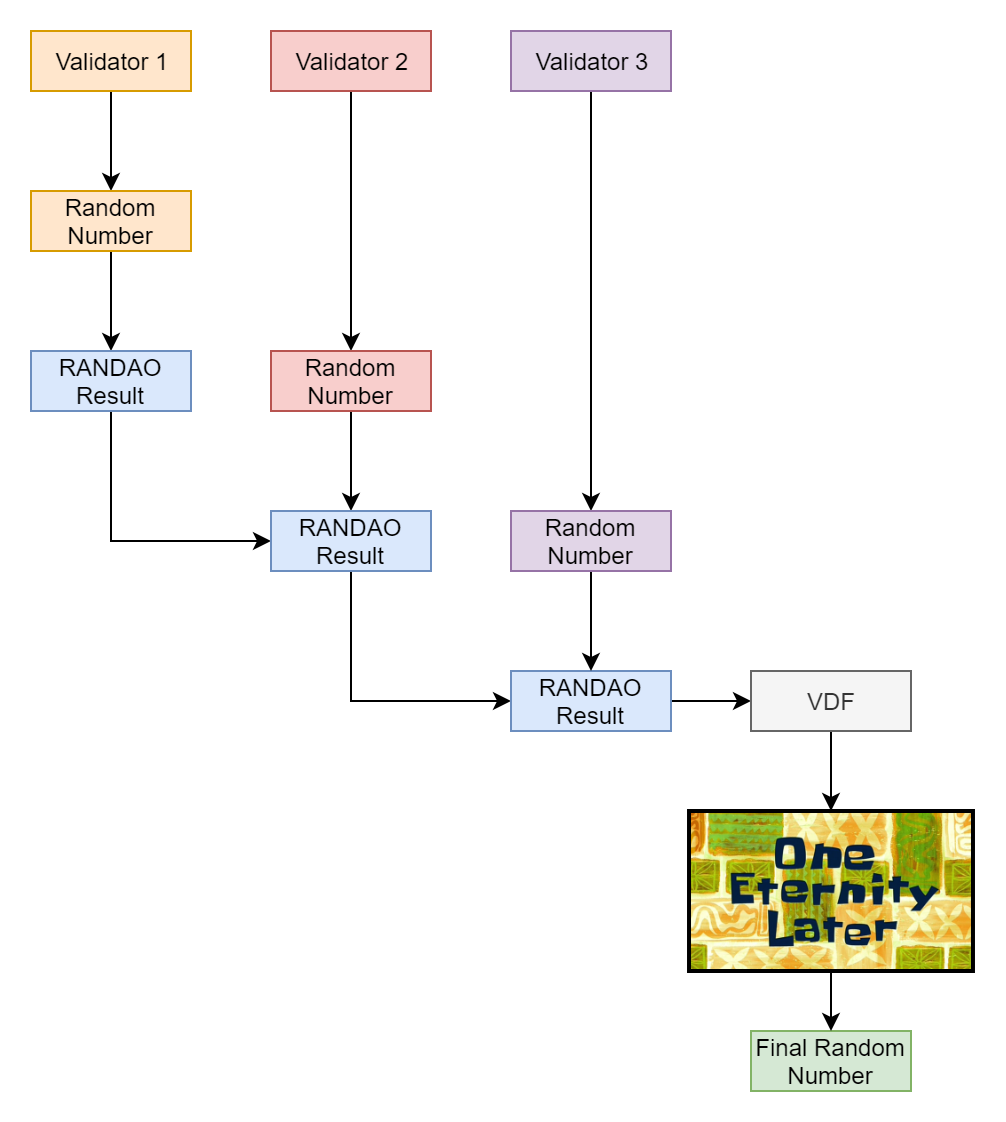 Validator 1
Validator 2
Validator 3
Random
Number
RANDAO
Result
Random
Number
RANDAO
Result
Random
Number
RANDAO
Result
VDF
One
Eternity
Later
Final Random
Number